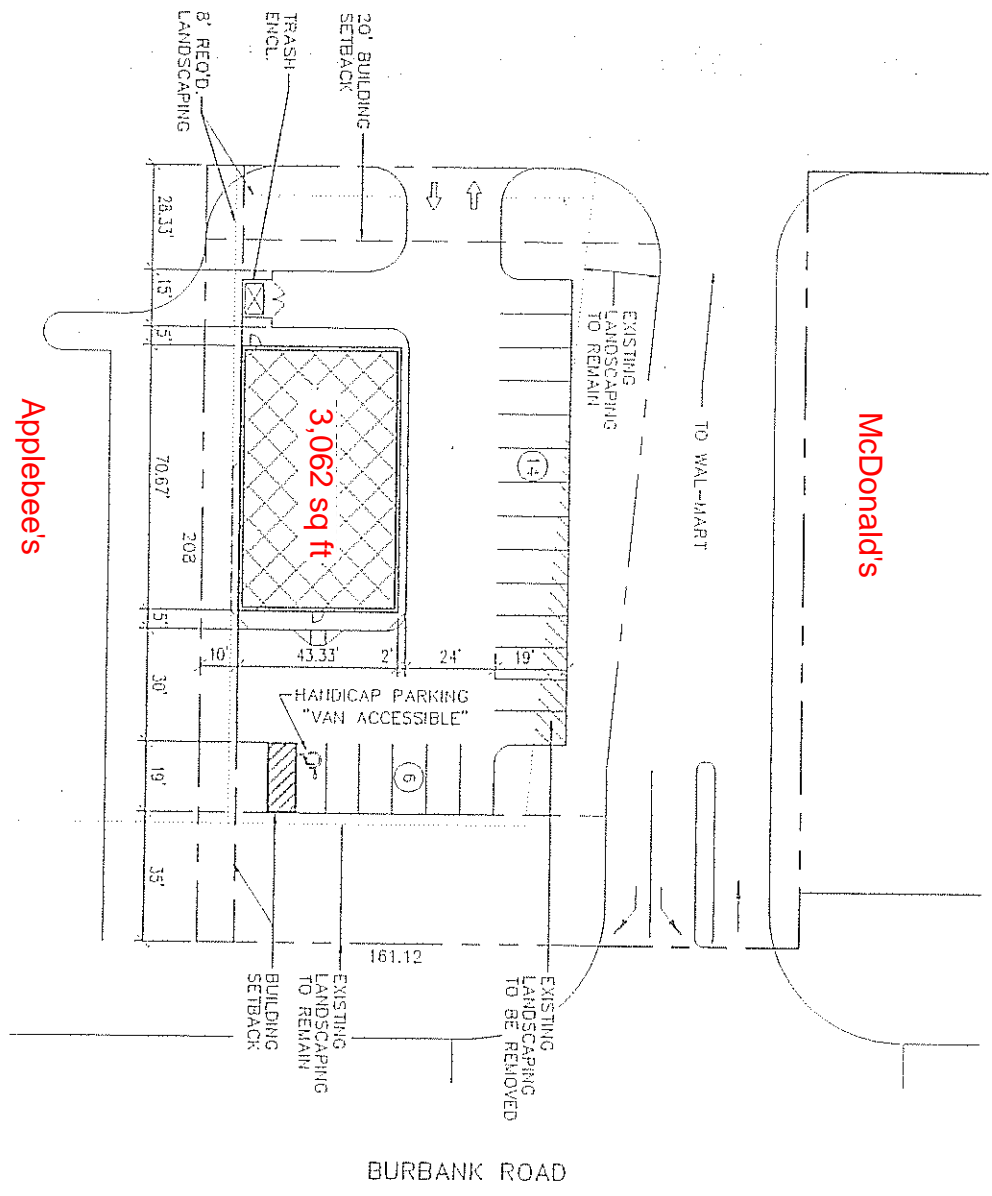 20' BUILDING
SETBACK
TRASH
ENCL.
8' REQ'D.
LANDSCAPING
28.33'
15'
5'
70.67'
208
5'
30'
19'
35'
EXISTING
LANDSCAPING
TO REMAIN
TO WAL-MART
McDonald's
Applebee's
3,062 sq ft
14
10'
43.33'
2'
24'
19'
HANDICAP PARKING
"VAN ACCESSIBLE"
6
161.12
BUILDING
SETBACK
EXISTING
LANDSCAPING
TO REMAIN
EXISTING
LANDSCAPING
TO BE REMOVED
BURBANK ROAD